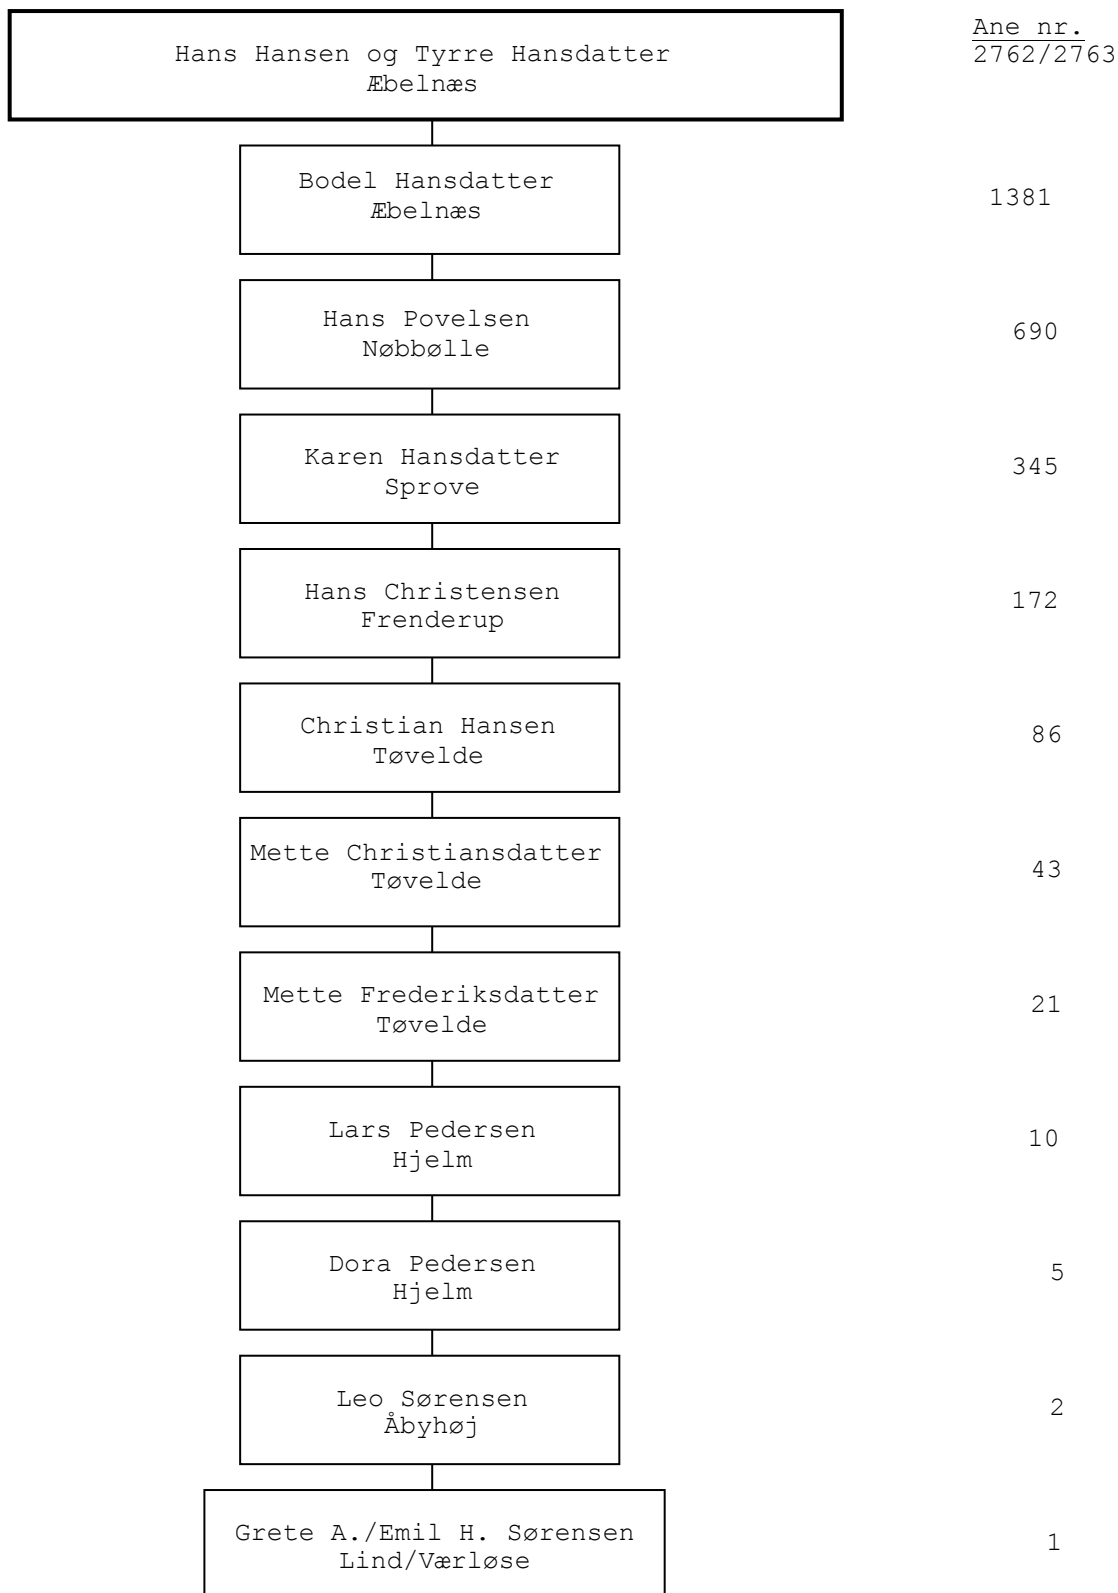 Ane nr.
Hans Hansen og Tyrre Hansdatter
Æbelnæs
2762/2763
Bodel Hansdatter
Æbelnæs
1381
Hans Povelsen
Nøbbølle
690
Karen Hansdatter
Sprove
345
Hans Christensen
Frenderup
172
Christian Hansen
Tøvelde
86
Mette Christiansdatter
Tøvelde
43
Mette Frederiksdatter
Tøvelde
21
Lars Pedersen
Hjelm
10
Dora Pedersen
Hjelm
5
Leo Sørensen
Åbyhøj
2
Grete A./Emil H. Sørensen
Lind/Værløse
1